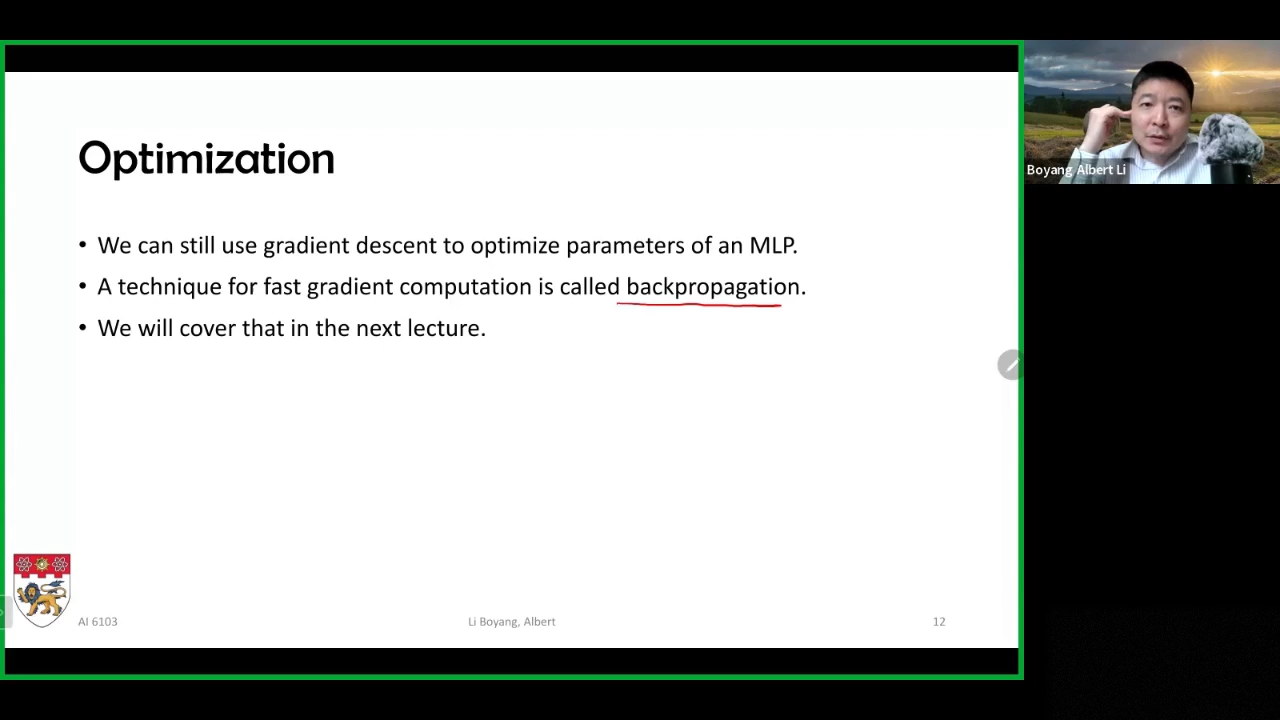 Optimization
• We can still use gradient descent to optimize parameters of an MLP.
• A technique for fast gradient computation is called backpropagation.
• We will cover that in the next lecture.
AI 6103
Li Boyang, Albert
12
Boyang Albert Li